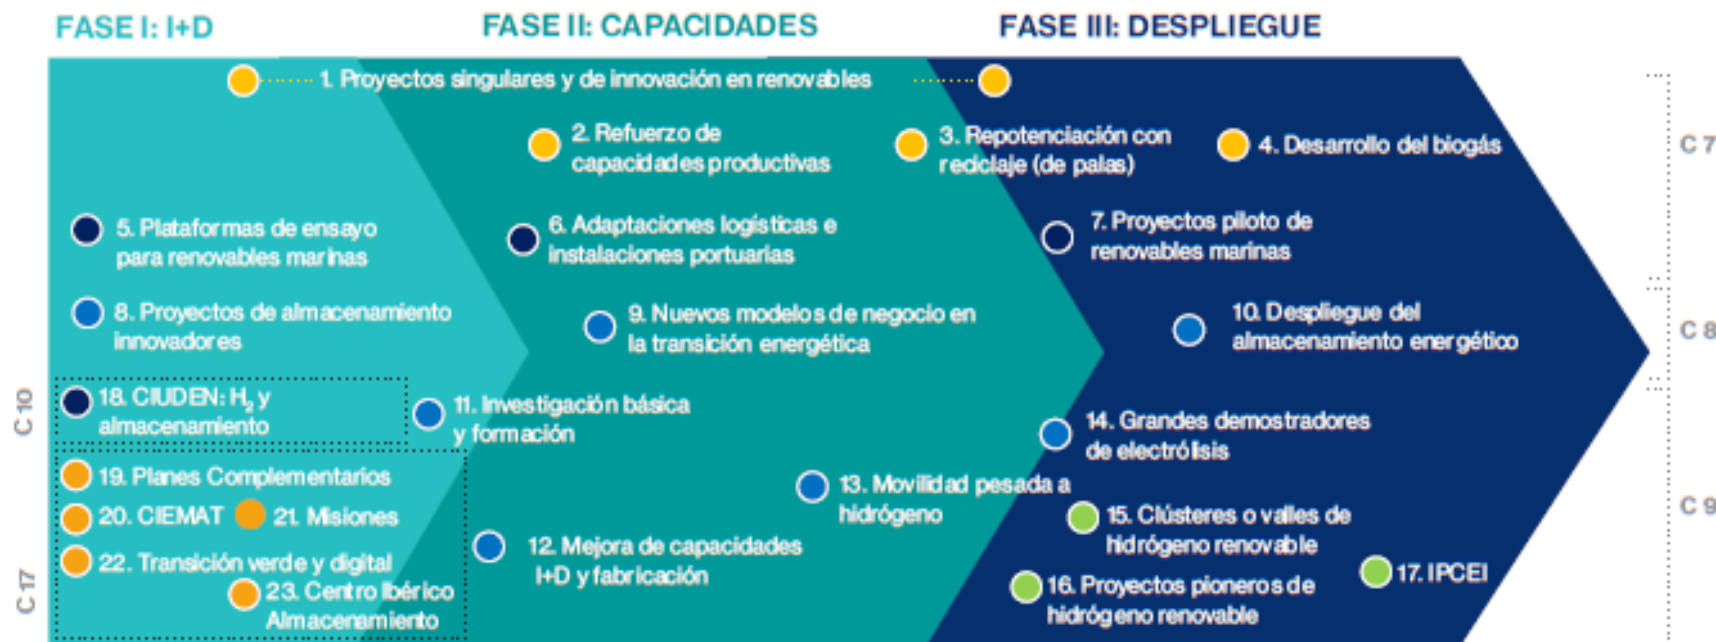 FASE I: I+D
FASE II: CAPACIDADES
FASE III: DESPLIEGUE
1. Proyectos singulares y de innovación en renovables
2. Refuerzo de
capacidades productivas
3. Repotenciación con
reciclaje (de palas)
4. Desarrollo del biogás
C 7
5. Plataformas de ensayo
para renovables marinas
6. Adaptaciones logísticas e
instalaciones portuarias
7. Proyectos piloto de
renovables marinas
8. Proyectos de almacenamiento
innovadores
9. Nuevos modelos de negocio en
la transición energética
10. Despliegue del
almacenamiento energético
C 8
C 10
18. CIUDEN: H₂ y
almacenamiento
11. Investigación básica
y formación
14. Grandes demostradores
de electrólisis
19. Planes Complementarios
20. CIEMAT
21. Misiones
13. Movilidad pesada a
hidrógeno
15. Clústeres o valles de
hidrógeno renovable
C 9
22. Transición verde y digital
12. Mejora de capacidades
I+D y fabricación
23. Centro Ibérico
Almacenamiento
16. Proyectos pioneros de
hidrógeno renovable
17. IPCEI
C 17